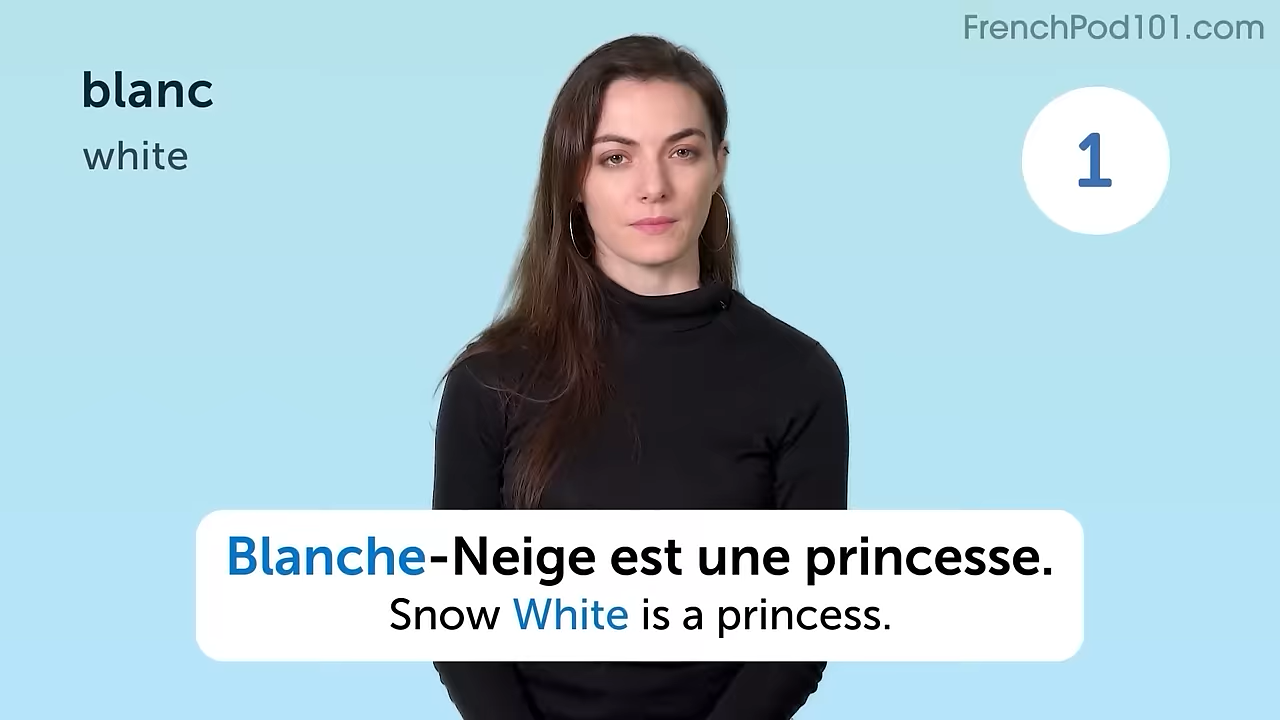 FrenchPod101.com
blanc
white
1
Blanche-Neige est une princesse.
Snow White is a princess.